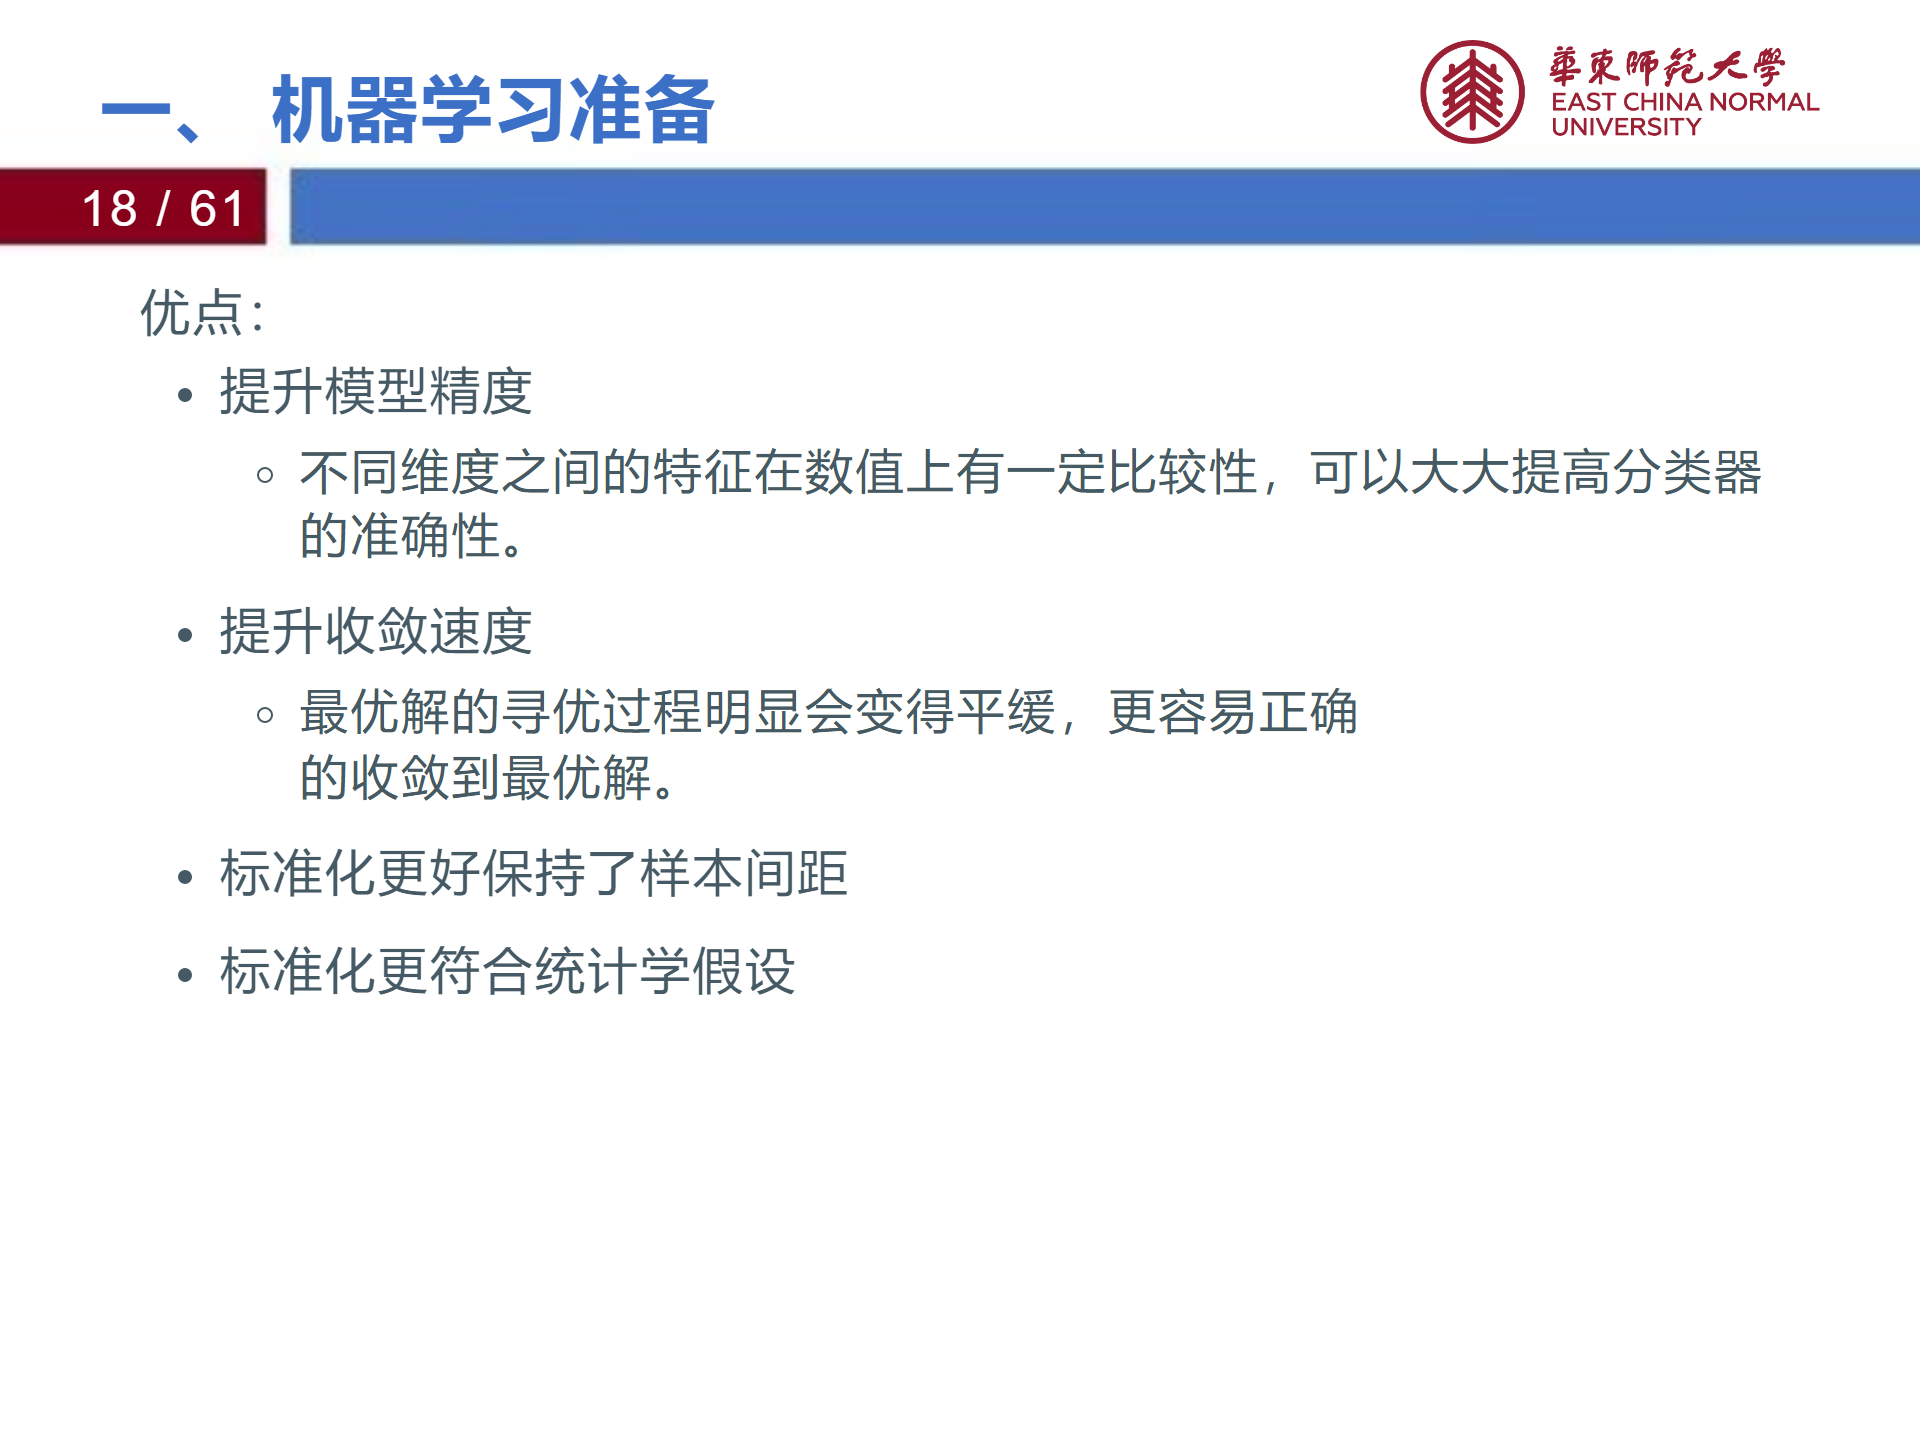 一、 机器学习准备
華東師範大學
EAST CHINA NORMAL
UNIVERSITY
18 / 61
优点：
• 提升模型精度
○ 不同维度之间的特征在数值上有一定比较性，可以大大提高分类器
的准确性。
• 提升收敛速度
○ 最优解的寻优过程明显会变得平缓，更容易正确
的收敛到最优解。
• 标准化更好保持了样本间距
• 标准化更符合统计学假设